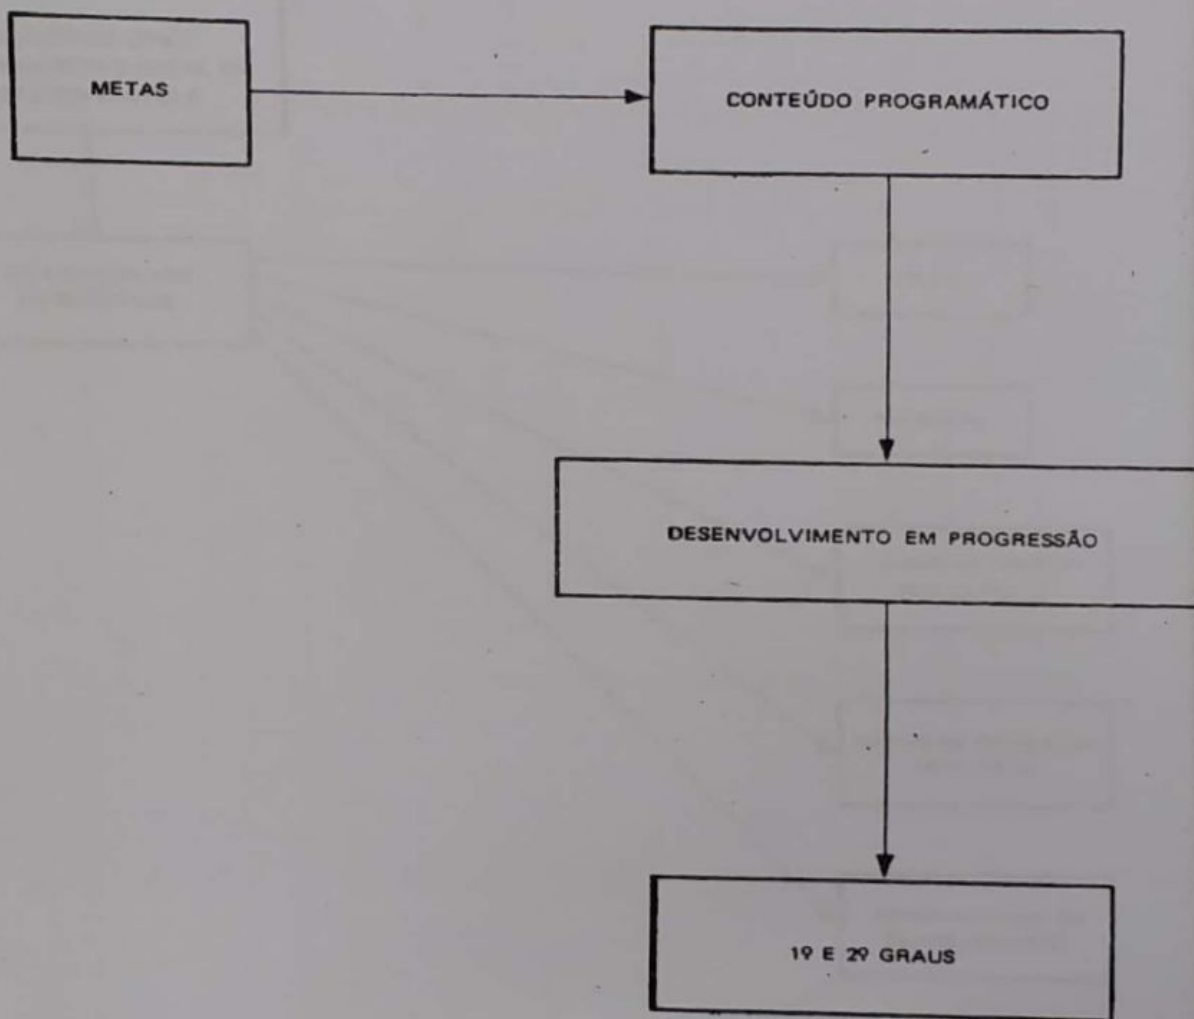 METAS
CONTEÚDO PROGRAMÁTICO
DESENVOLVIMENTO EM PROGRESSÃO
1º E 2º GRAUS